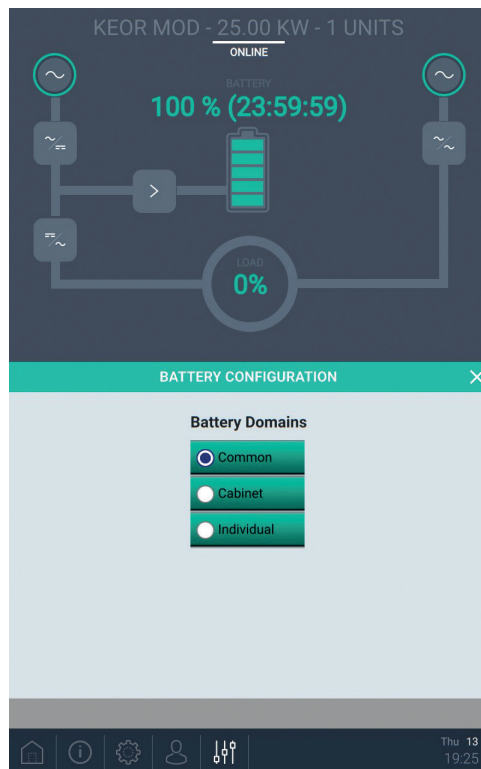 KEOR MOD - 25.00 KW - 1 UNITS
ONLINE
BATTERY
100 % (23:59:59)
LOAD
0%
BATTERY CONFIGURATION
Battery Domains
Common
Cabinet
Individual
Thu 13
19:25